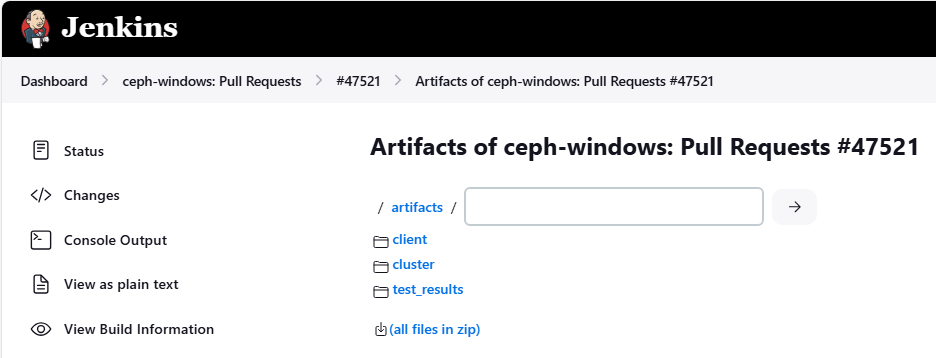 Jenkins
Dashboard > ceph-windows: Pull Requests > #47521 > Artifacts of ceph-windows: Pull Requests #47521
Status
Changes
Console Output
View as plain text
View Build Information
Artifacts of ceph-windows: Pull Requests #47521
/ artifacts /
client
cluster
test_results
(all files in zip)